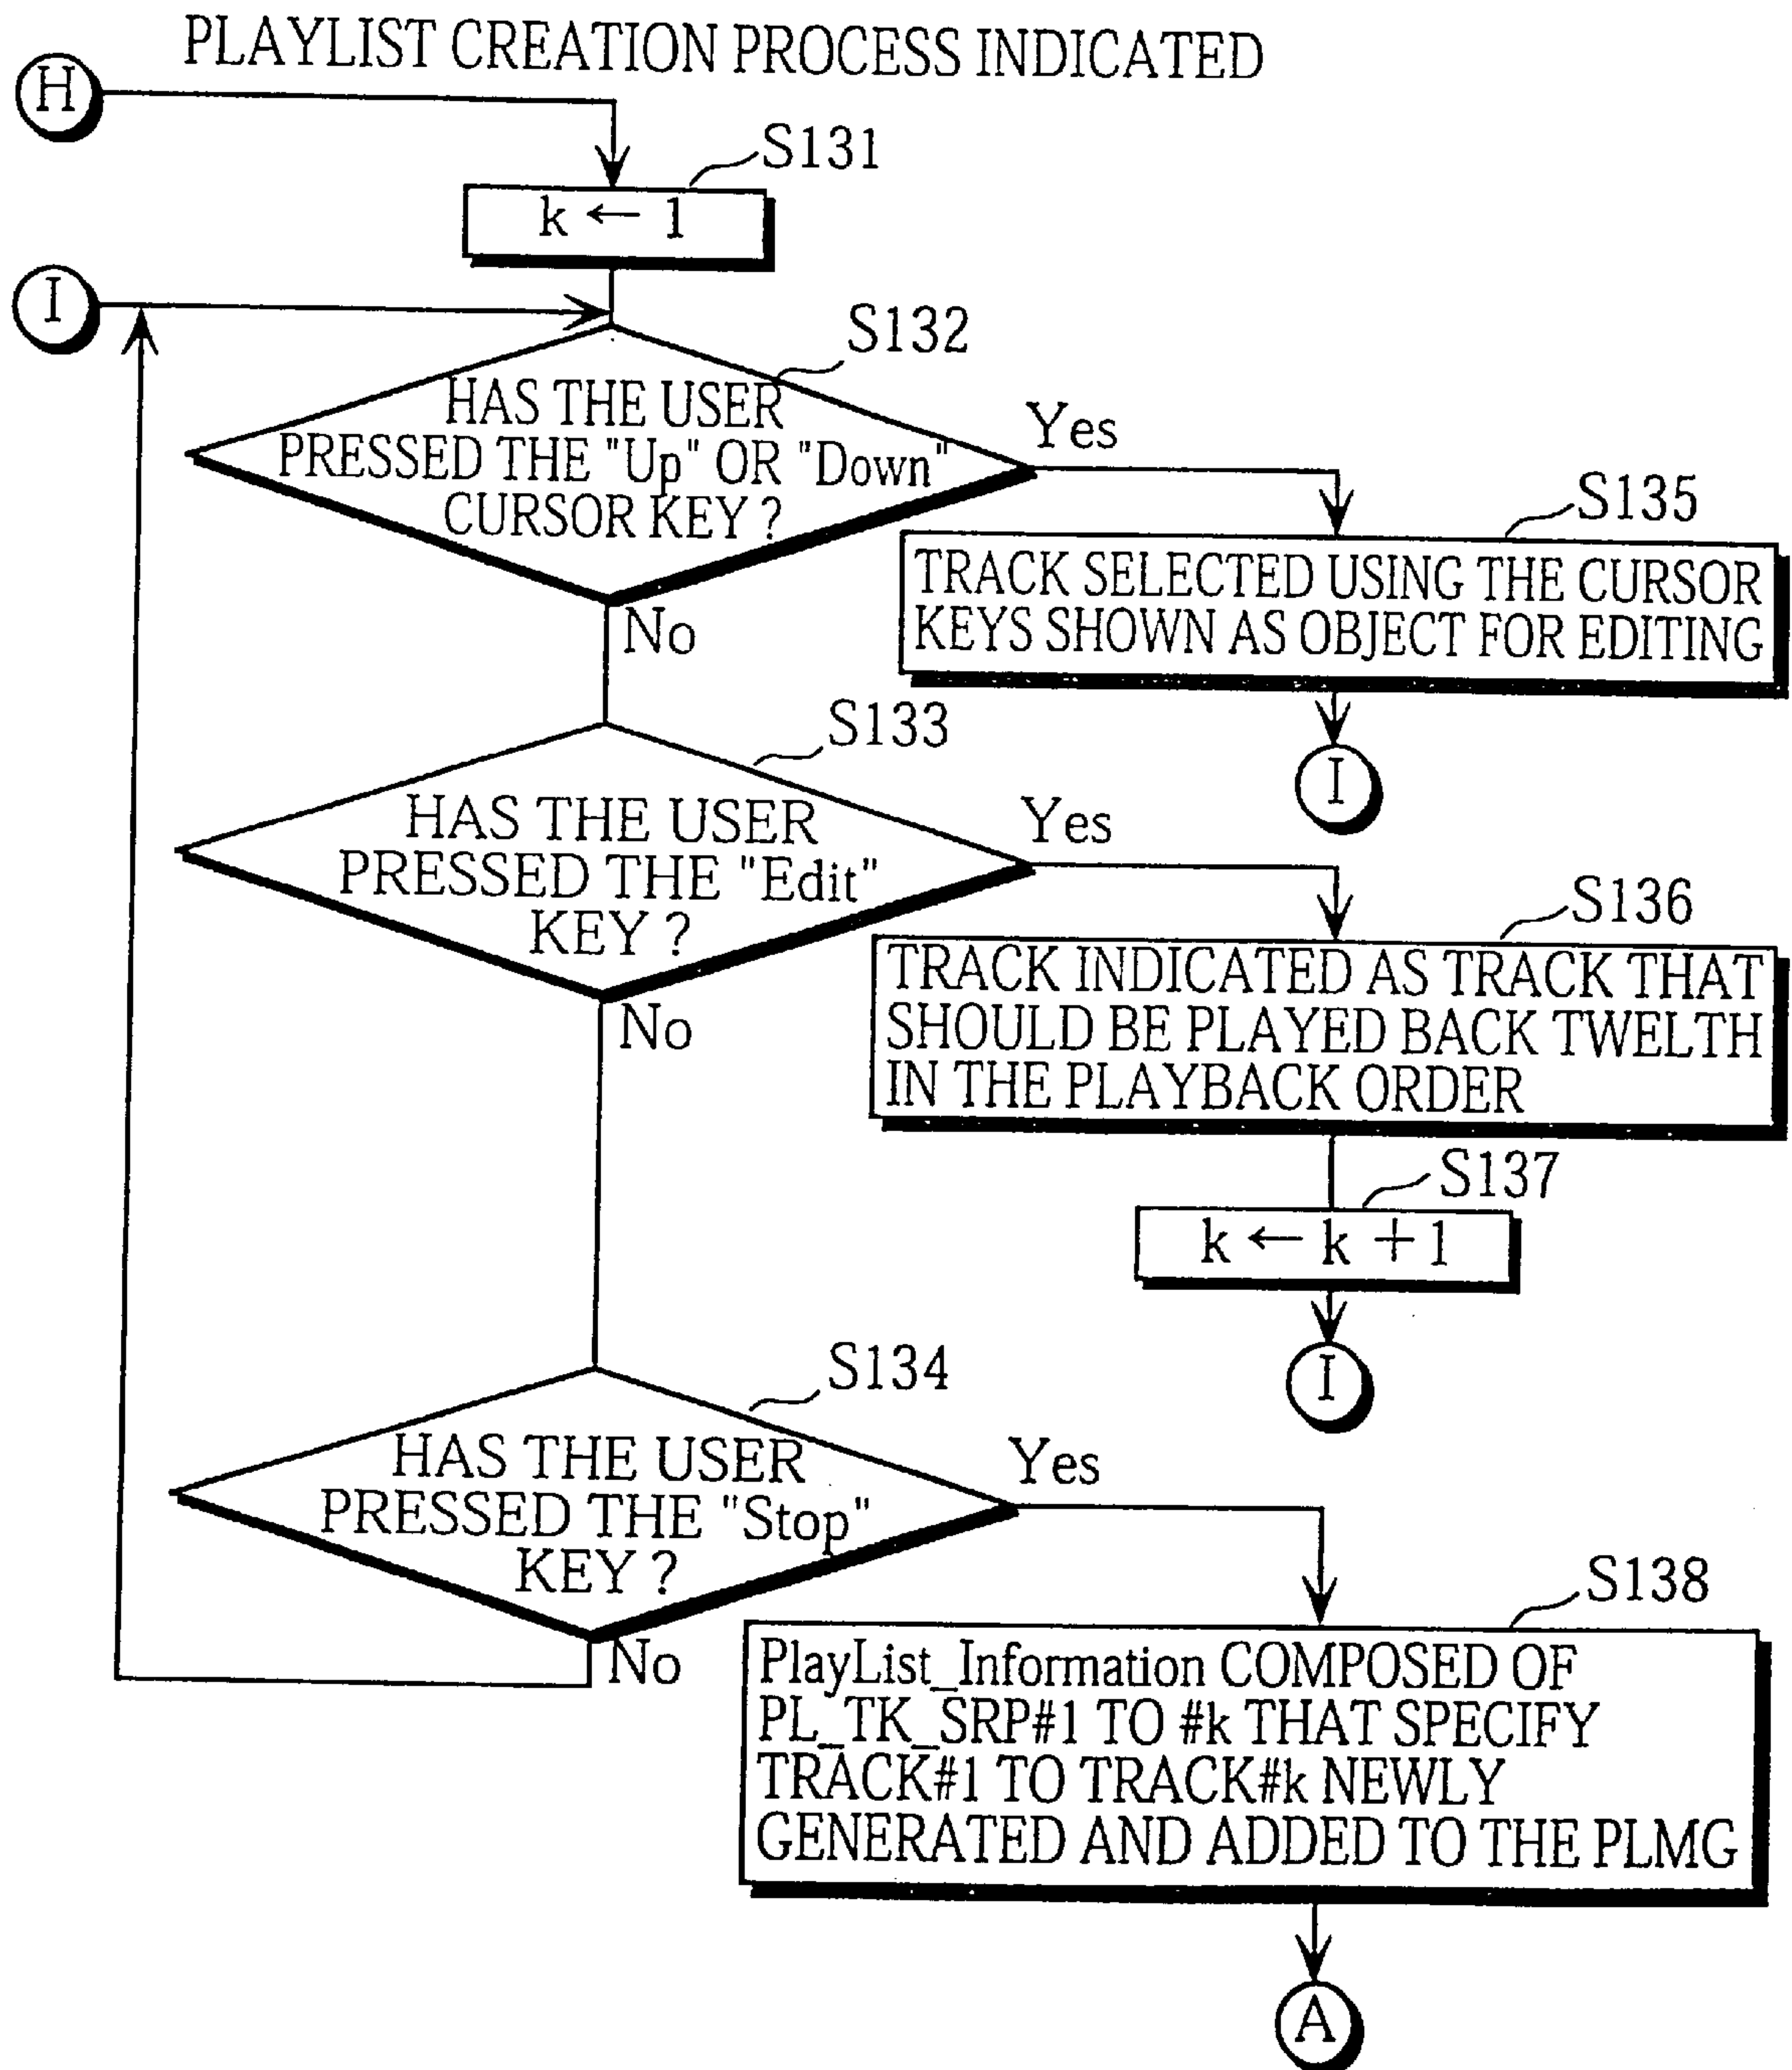 PLAYLIST CREATION PROCESS INDICATED
H
S131
k ← 1
I
S132
HAS THE USER
PRESSED THE "Up" OR "Down"
CURSOR KEY ?
Yes
No
S135
TRACK SELECTED USING THE CURSOR
KEYS SHOWN AS OBJECT FOR EDITING
I
S133
HAS THE USER
PRESSED THE "Edit"
KEY ?
Yes
No
S136
TRACK INDICATED AS TRACK THAT
SHOULD BE PLAYED BACK TWELTH
IN THE PLAYBACK ORDER
S137
k ← k + 1
I
S134
HAS THE USER
PRESSED THE "Stop"
KEY ?
Yes
No
S138
PlayList_Information COMPOSED OF
PL_TK_SRP#1 TO #k THAT SPECIFY
TRACK#1 TO TRACK#k NEWLY
GENERATED AND ADDED TO THE PLMG
A